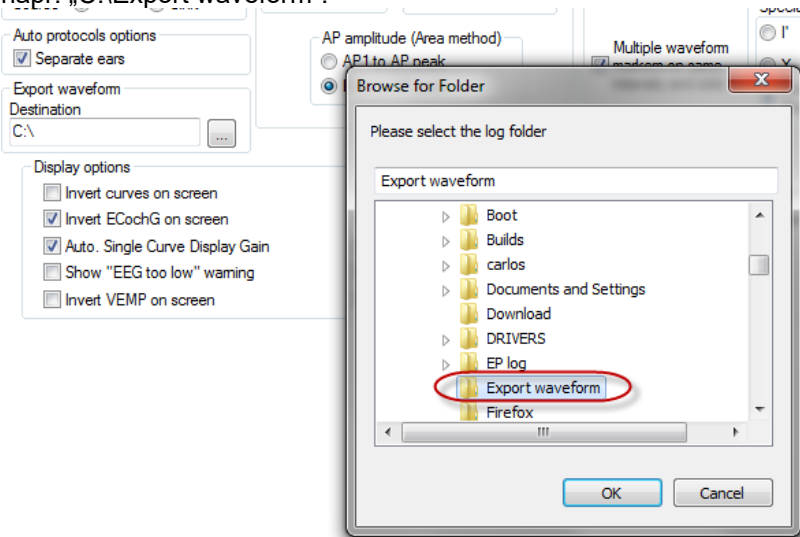 napr. „C:\Export waveform“.
Auto protocols options
Separate ears
Export waveform
Destination
C:\
...
AP amplitude (Area method)
AP1 to AP peak
Multiple waveform
Display options
Invert curves on screen
Invert ECochG on screen
Auto. Single Curve Display Gain
Show "EEG too low" warning
Invert VEMP on screen
Browse for Folder
Please select the log folder
Export waveform
Boot
Builds
carlos
Documents and Settings
Download
DRIVERS
EP log
Export waveform
Firefox
OK
Cancel